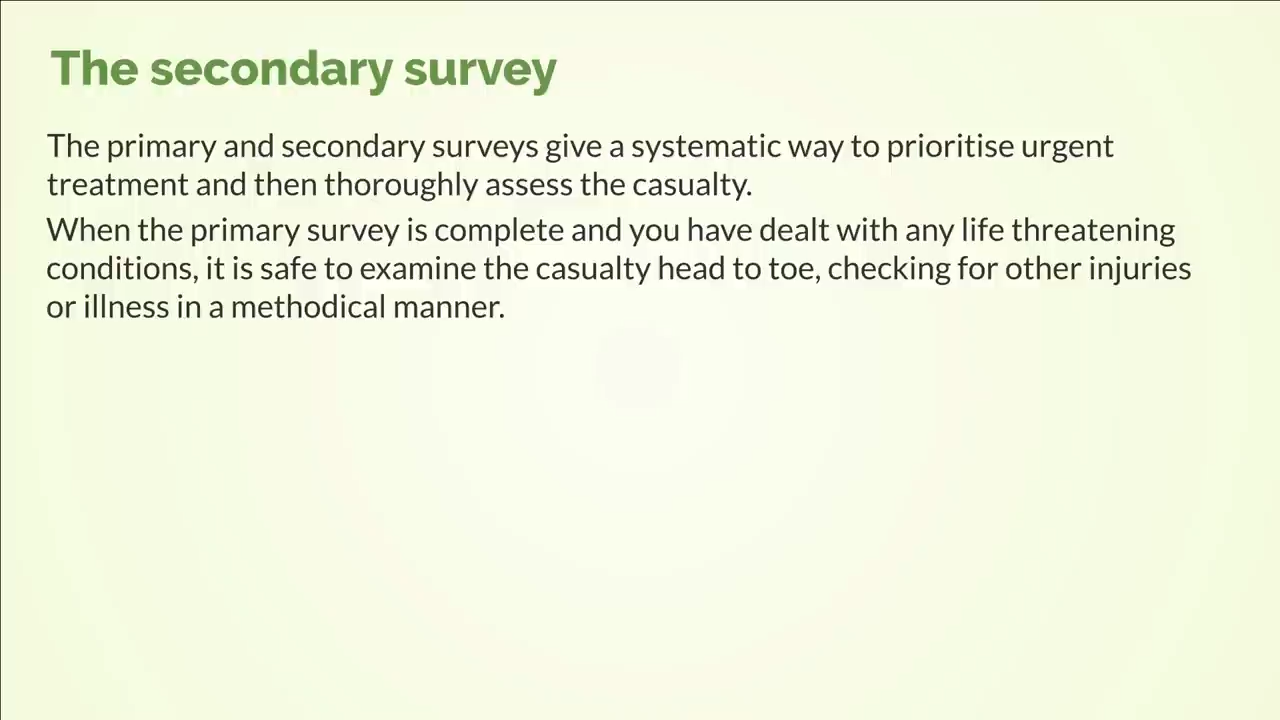 The secondary survey
The primary and secondary surveys give a systematic way to prioritise urgent
treatment and then thoroughly assess the casualty.
When the primary survey is complete and you have dealt with any life threatening
conditions, it is safe to examine the casualty head to toe, checking for other injuries
or illness in a methodical manner.